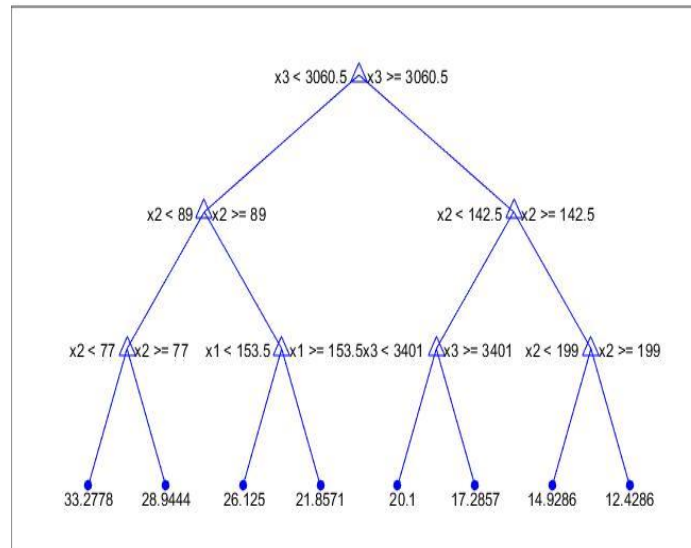 x3 < 3060.5 x3 >= 3060.5
x2 < 89 x2 >= 89 x2 < 142.5 x2 >= 142.5
x2 < 77 x2 >= 77 x1 < 153.5 x1 >= 153.5 x3 < 3401 x3 >= 3401 x2 < 199 x2 >= 199
33.2778 28.9444 26.125 21.8571 20.1 17.2857 14.9286 12.4286